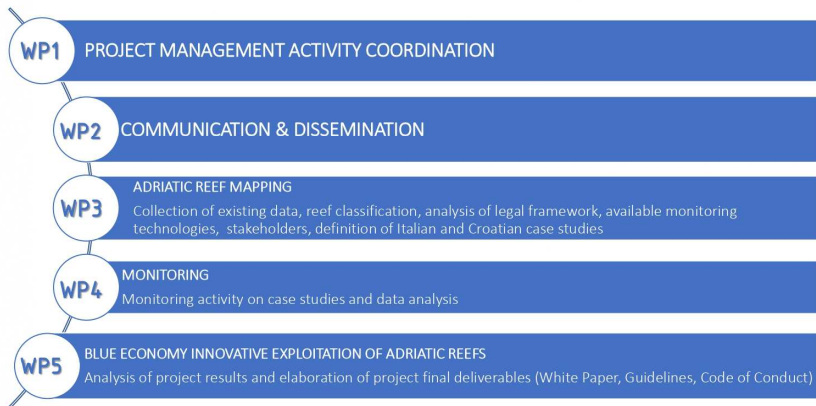 WP1 PROJECT MANAGEMENT ACTIVITY COORDINATION
WP2 COMMUNICATION & DISSEMINATION
WP3 ADRIATIC REEF MAPPING
Collection of existing data, reef classification, analysis of legal framework, available monitoring
technologies, stakeholders, definition of Italian and Croatian case studies
WP4 MONITORING
Monitoring activity on case studies and data analysis
WP5 BLUE ECONOMY INNOVATIVE EXPLOITATION OF ADRIATIC REEFS
Analysis of project results and elaboration of project final deliverables (White Paper, Guidelines, Code of Conduct)